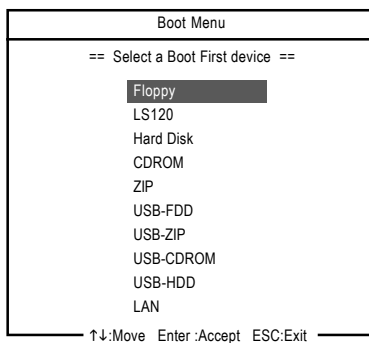 Boot Menu
== Select a Boot First device ==
Floppy
LS120
Hard Disk
CDROM
ZIP
USB-FDD
USB-ZIP
USB-CDROM
USB-HDD
LAN
↑↓:Move Enter :Accept ESC:Exit